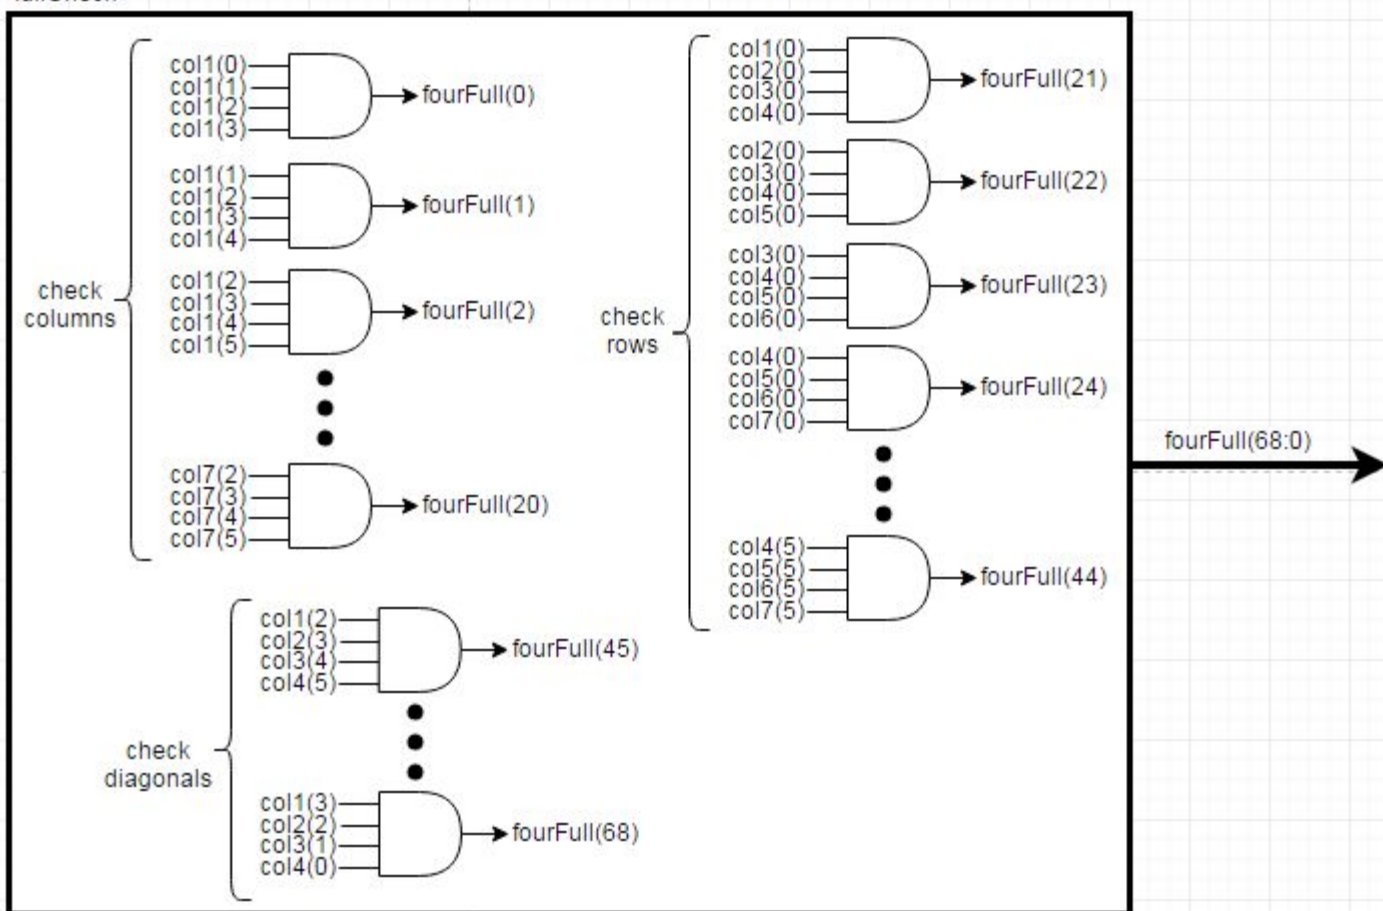 col1(0)
col1(1)
col1(2)
col1(3)
fourFull(0)
col1(1)
col1(2)
col1(3)
col1(4)
fourFull(1)
col1(2)
col1(3)
col1(4)
col1(5)
fourFull(2)
check
columns
col7(2)
col7(3)
col7(4)
col7(5)
fourFull(20)
col1(0)
col2(0)
col3(0)
col4(0)
fourFull(21)
col2(0)
col3(0)
col4(0)
col5(0)
fourFull(22)
col3(0)
col4(0)
col5(0)
col6(0)
fourFull(23)
check
rows
col4(0)
col5(0)
col6(0)
col7(0)
fourFull(24)
col4(5)
col5(5)
col6(5)
col7(5)
fourFull(44)
col1(2)
col2(3)
col3(4)
col4(5)
fourFull(45)
check
diagonals
col1(3)
col2(2)
col3(1)
col4(0)
fourFull(68)
fourFull(68:0)